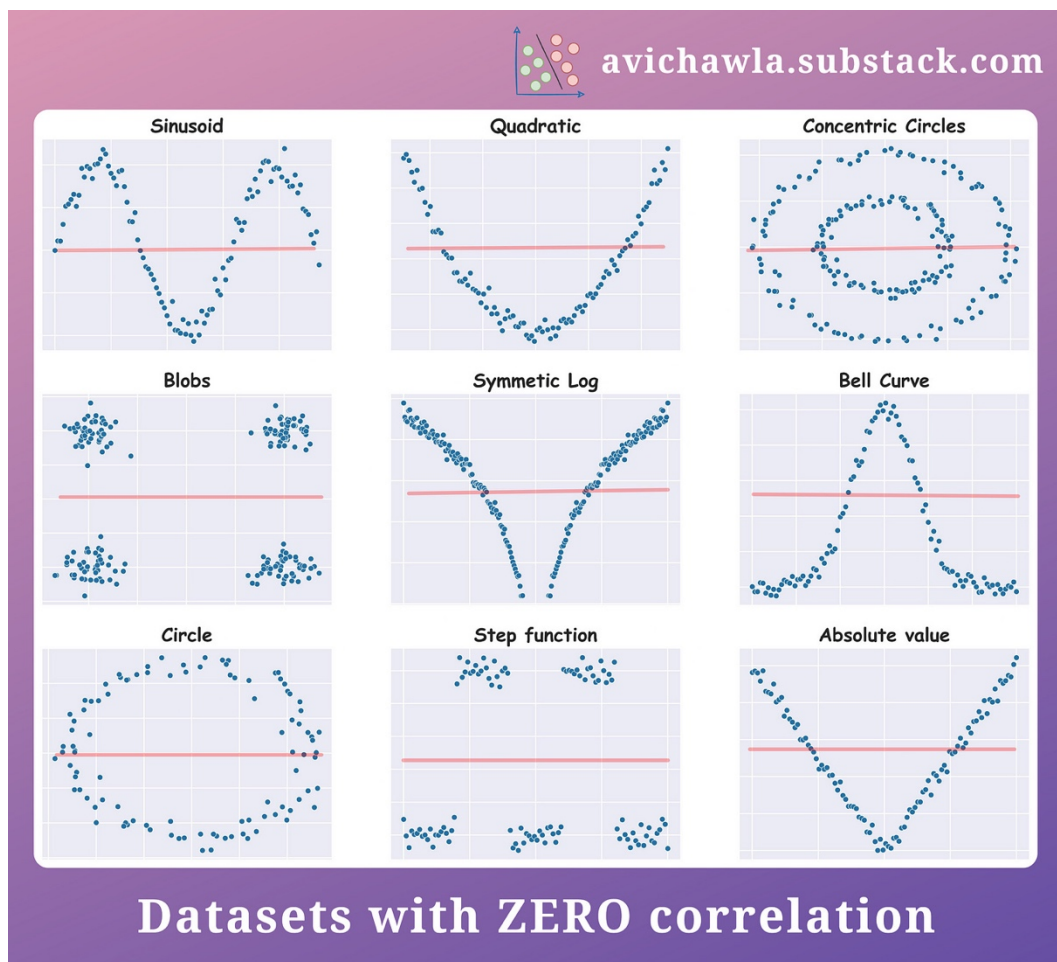 avichawla.substack.com
Sinusoid
Quadratic
Concentric Circles
Blobs
Symmetic Log
Bell Curve
Circle
Step function
Absolute value
Datasets with ZERO correlation